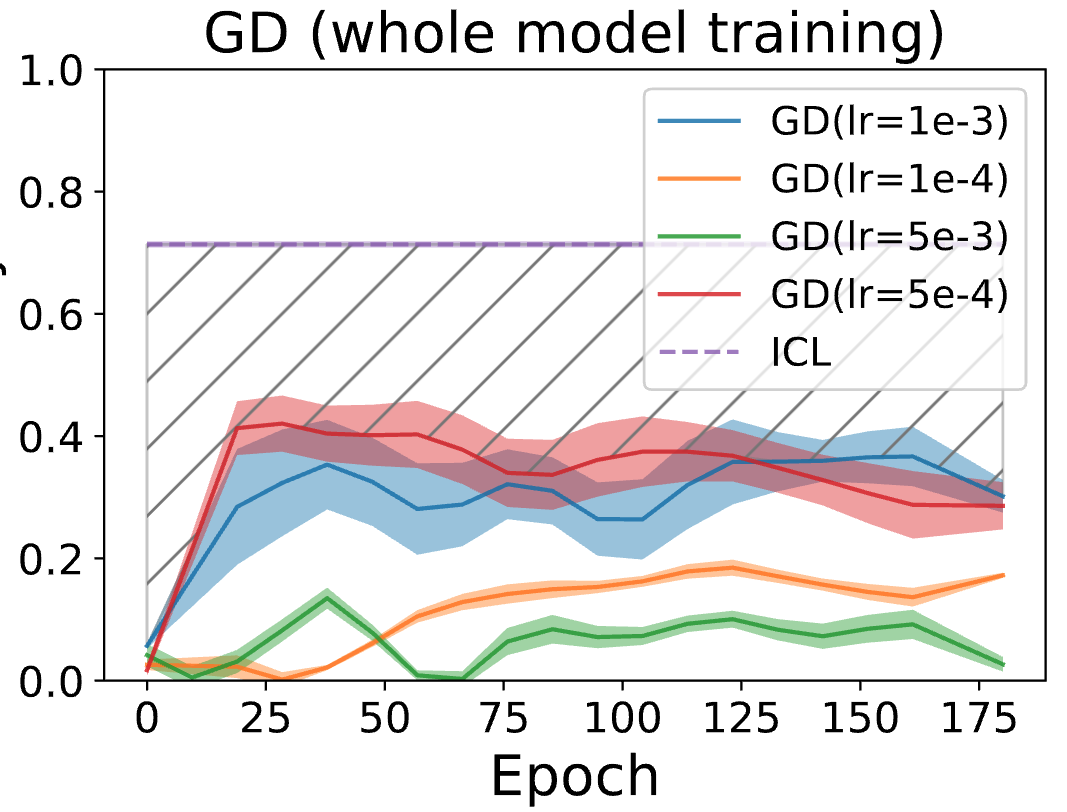 GD (whole model training)
1.0
0.8
0.6
0.4
0.2
0.0
GD(lr=1e-3)
GD(lr=1e-4)
GD(lr=5e-3)
GD(lr=5e-4)
ICL
0 25 50 75 100 125 150 175
Epoch